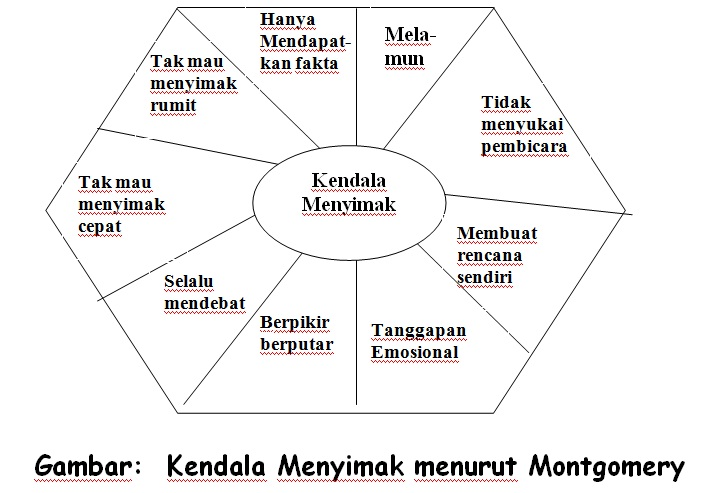 Hanya
Mendapat-
kan fakta
Mela-
mun
Tak mau
menyimak
rumit
Tidak
menyukai
pembicara
Kendala
Menyimak
Tak mau
menyimak
cepat
Membuat
rencana
sendiri
Selalu
mendebat
Berpikir
berputar
Tanggapan
Emosional
Gambar: Kendala Menyimak menurut Montgomery